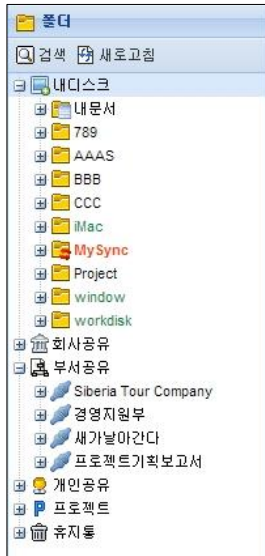 폴더
검색 새로고침
내디스크
내문서
789
AAAS
BBB
CCC
iMac
MySync
Project
window
workdisk
회사공유
부서공유
Siberia Tour Company
경영지원부
새가날아간다
프로젝트기획보고서
개인공유
프로젝트
휴지통